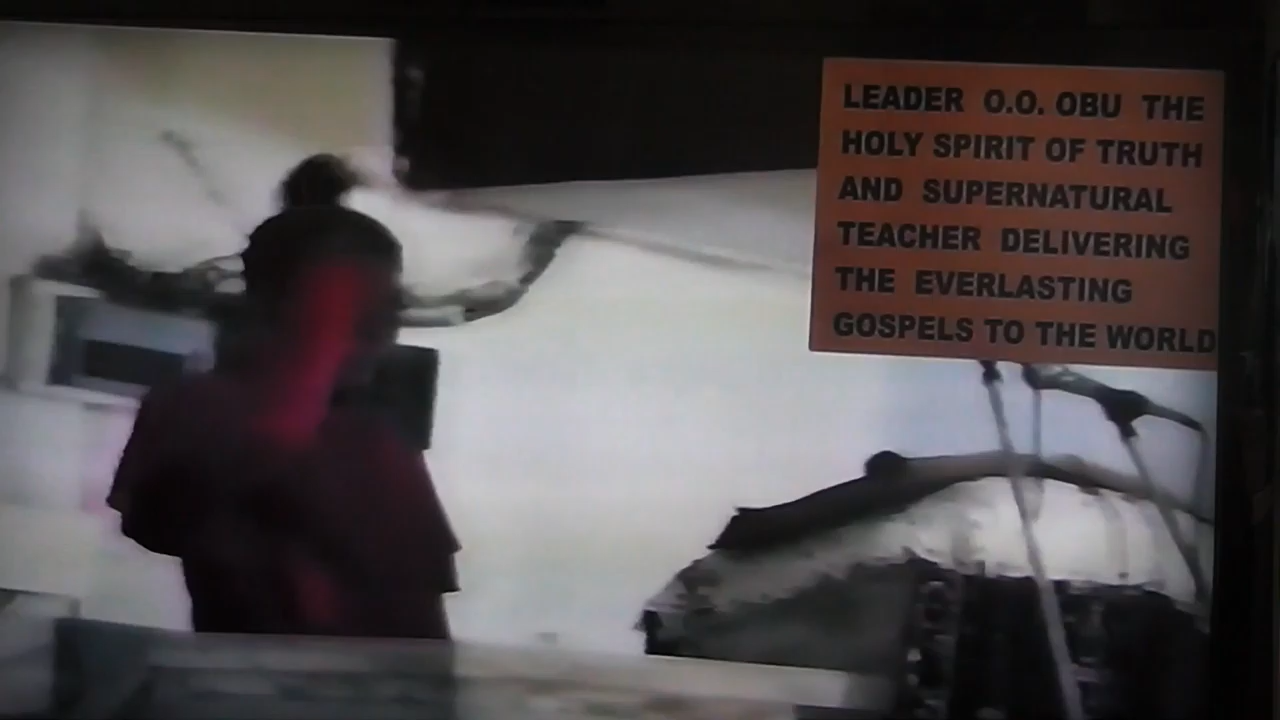 LEADER O.O. OBU THE
HOLY SPIRIT OF TRUTH
AND SUPERNATURAL
TEACHER DELIVERING
THE EVERLASTING
GOSPELS TO THE WORLD